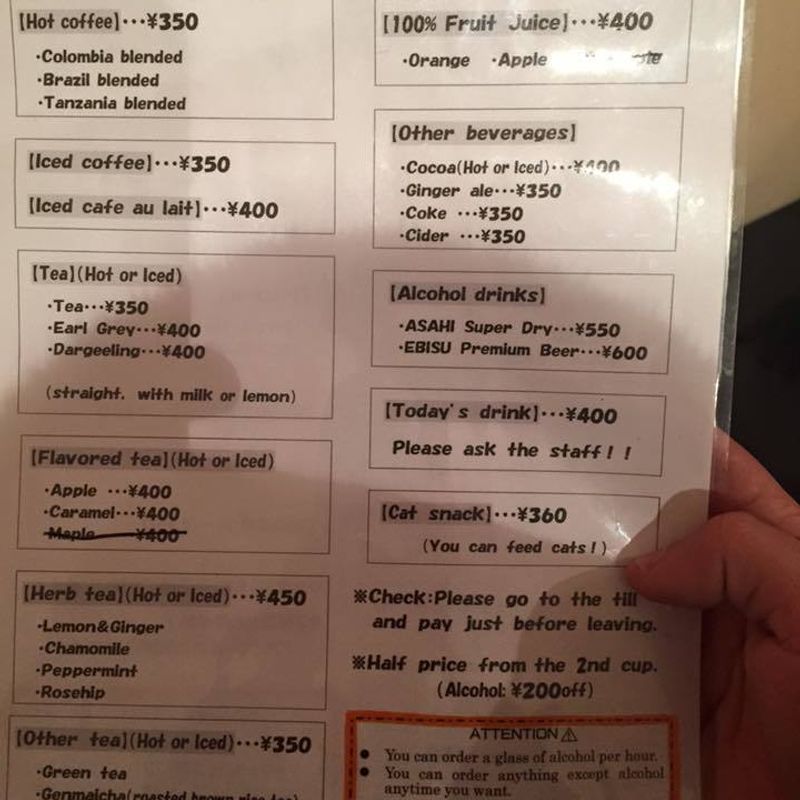 [Hot coffee]···¥350
·Colombia blended
·Brazil blended
·Tanzania blended
[Iced coffee]···¥350
[Iced cafe au lait]···¥400
[Tea](Hot or Iced)
·Tea···¥350
·Earl Grey···¥400
·Dargeeling···¥400
(straight. with milk or lemon)
[Flavored tea](Hot or Iced)
·Apple ···¥400
·Caramel···¥400
·Maple ···¥400
[Herb tea](Hot or Iced)···¥450
·Lemon&Ginger
·Chamomile
·Peppermint
·Rosehip
[Other tea](Hot or Iced)···¥350
·Green tea
·Genmaicha(roasted brown rice tea)
[100% Fruit Juice]···¥400
·Orange ·Apple
[Other beverages]
·Cocoa(Hot or Iced)···¥400
·Ginger ale···¥350
·Coke ···¥350
·Cider ···¥350
[Alcohol drinks]
·ASAHI Super Dry···¥550
·EBISU Premium Beer···¥600
[Today's drink]···¥400
Please ask the staff!!
[Cat snack]···¥360
(You can feed cats!)
※Check:Please go to the till
and pay just before leaving.
※Half price from the 2nd cup.
(Alcohol: ¥200off)
ATTENTION⚠
● You can order a glass of alcohol per hour.
● You can order anything except alcohol
anytime you want.